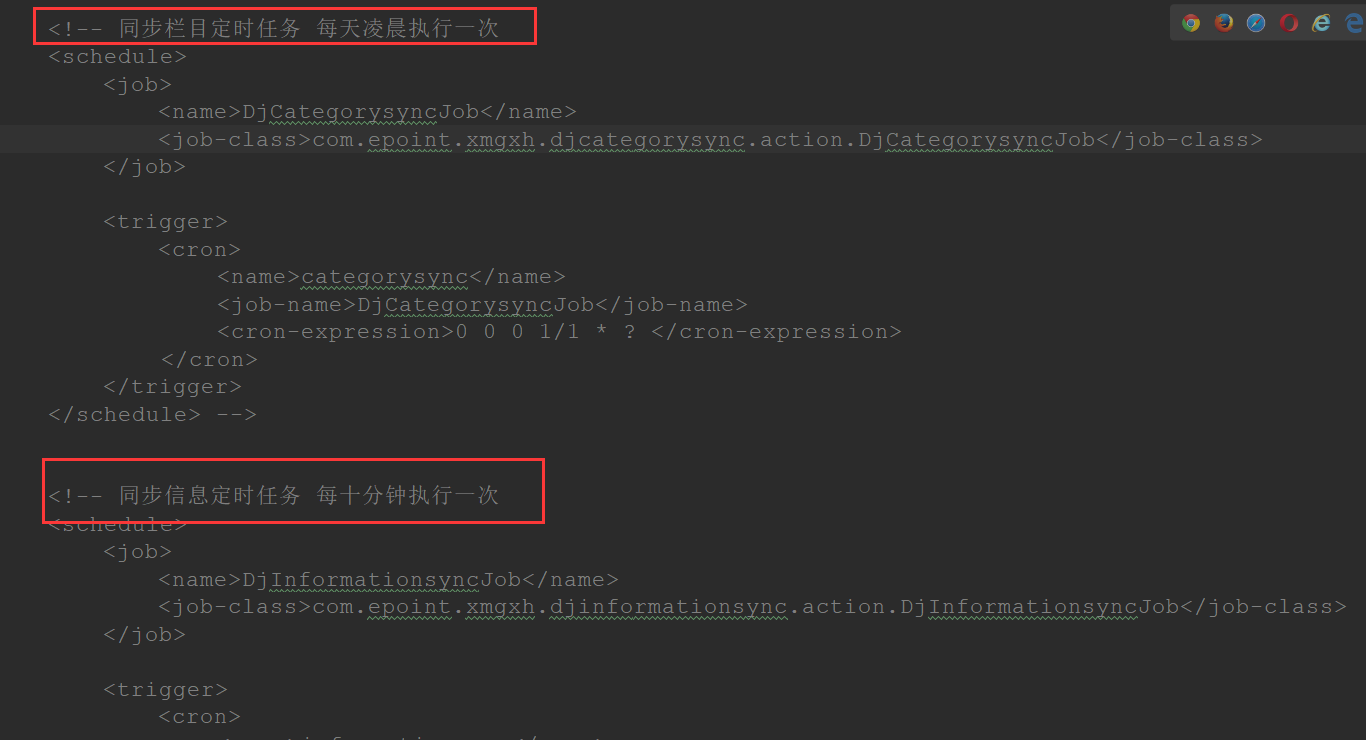 <!-- 同步栏目定时任务 每天凌晨执行一次
<schedule>
<job>
<name>DjCategorysyncJob</name>
<job-class>com.epoint.xmgxh.djcategorysync.action.DjCategorysyncJob</job-class>
</job>
<trigger>
<cron>
<name>categorysync</name>
<job-name>DjCategorysyncJob</job-name>
<cron-expression>0 0 0 1/1 * ? </cron-expression>
</cron>
</trigger>
</schedule> -->
<!-- 同步信息定时任务 每十分钟执行一次
<schedule>
<job>
<name>DjInformationsyncJob</name>
<job-class>com.epoint.xmgxh.djinformationsync.action.DjInformationsyncJob</job-class>
</job>
<trigger>
<cron>